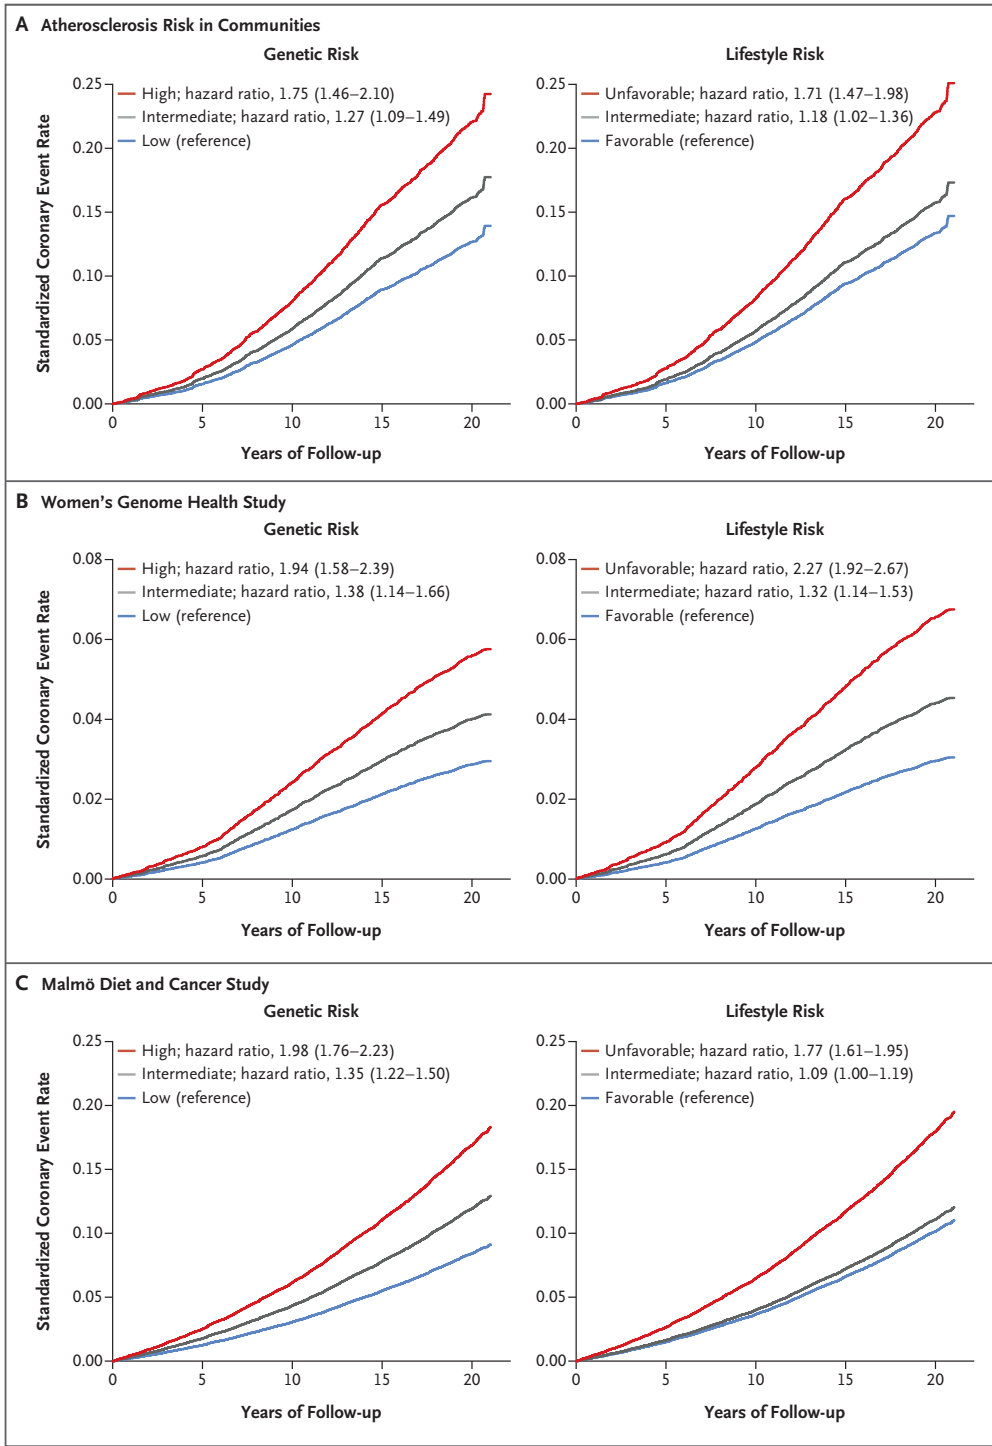 A Atherosclerosis Risk in Communities
Genetic Risk
Standardized Coronary Event Rate
0.25
0.20
0.15
0.10
0.05
0.00
High; hazard ratio, 1.75 (1.46–2.10)
Intermediate; hazard ratio, 1.27 (1.09–1.49)
Low (reference)
0 5 10 15 20
Years of Follow-up
Lifestyle Risk
0.25
0.20
0.15
0.10
0.05
0.00
Unfavorable; hazard ratio, 1.71 (1.47–1.98)
Intermediate; hazard ratio, 1.18 (1.02–1.36)
Favorable (reference)
0 5 10 15 20
Years of Follow-up
B Women’s Genome Health Study
Genetic Risk
Standardized Coronary Event Rate
0.08
0.06
0.04
0.02
0.00
High; hazard ratio, 1.94 (1.58–2.39)
Intermediate; hazard ratio, 1.38 (1.14–1.66)
Low (reference)
0 5 10 15 20
Years of Follow-up
Lifestyle Risk
0.08
0.06
0.04
0.02
0.00
Unfavorable; hazard ratio, 2.27 (1.92–2.67)
Intermediate; hazard ratio, 1.32 (1.14–1.53)
Favorable (reference)
0 5 10 15 20
Years of Follow-up
C Malmö Diet and Cancer Study
Genetic Risk
Standardized Coronary Event Rate
0.25
0.20
0.15
0.10
0.05
0.00
High; hazard ratio, 1.98 (1.76–2.23)
Intermediate; hazard ratio, 1.35 (1.22–1.50)
Low (reference)
0 5 10 15 20
Years of Follow-up
Lifestyle Risk
0.25
0.20
0.15
0.10
0.05
0.00
Unfavorable; hazard ratio, 1.77 (1.61–1.95)
Intermediate; hazard ratio, 1.09 (1.00–1.19)
Favorable (reference)
0 5 10 15 20
Years of Follow-up